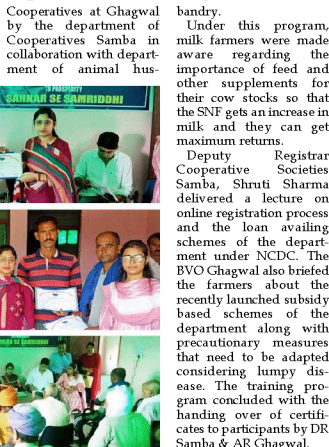 Cooperatives at Ghagwal
by the department of
Cooperatives Samba in
collaboration with depart-
ment of animal hus-
TO PROSPERITY
SAHKAR SE SAMRIDDHI
SAHKAR SE SAMRIDDHI
bandry.
Under this program,
milk farmers were made
aware regarding the
importance of feed and
other supplements for
their cow stocks so that
the SNF gets an increase in
milk and they can get
maximum returns.
Deputy Registrar
Cooperative Societies
Samba, Shruti Sharma
delivered a lecture on
online registration process
and the loan availing
schemes of the depart-
ment under NCDC. The
BVO Ghagwal also briefed
the farmers about the
recently launched subsidy
based schemes of the
department along with
precautionary measures
that need to be adapted
considering lumpy dis-
ease. The training pro-
gram concluded with the
handing over of certifi-
cates to participants by DR
Samba & AR Ghagwal.